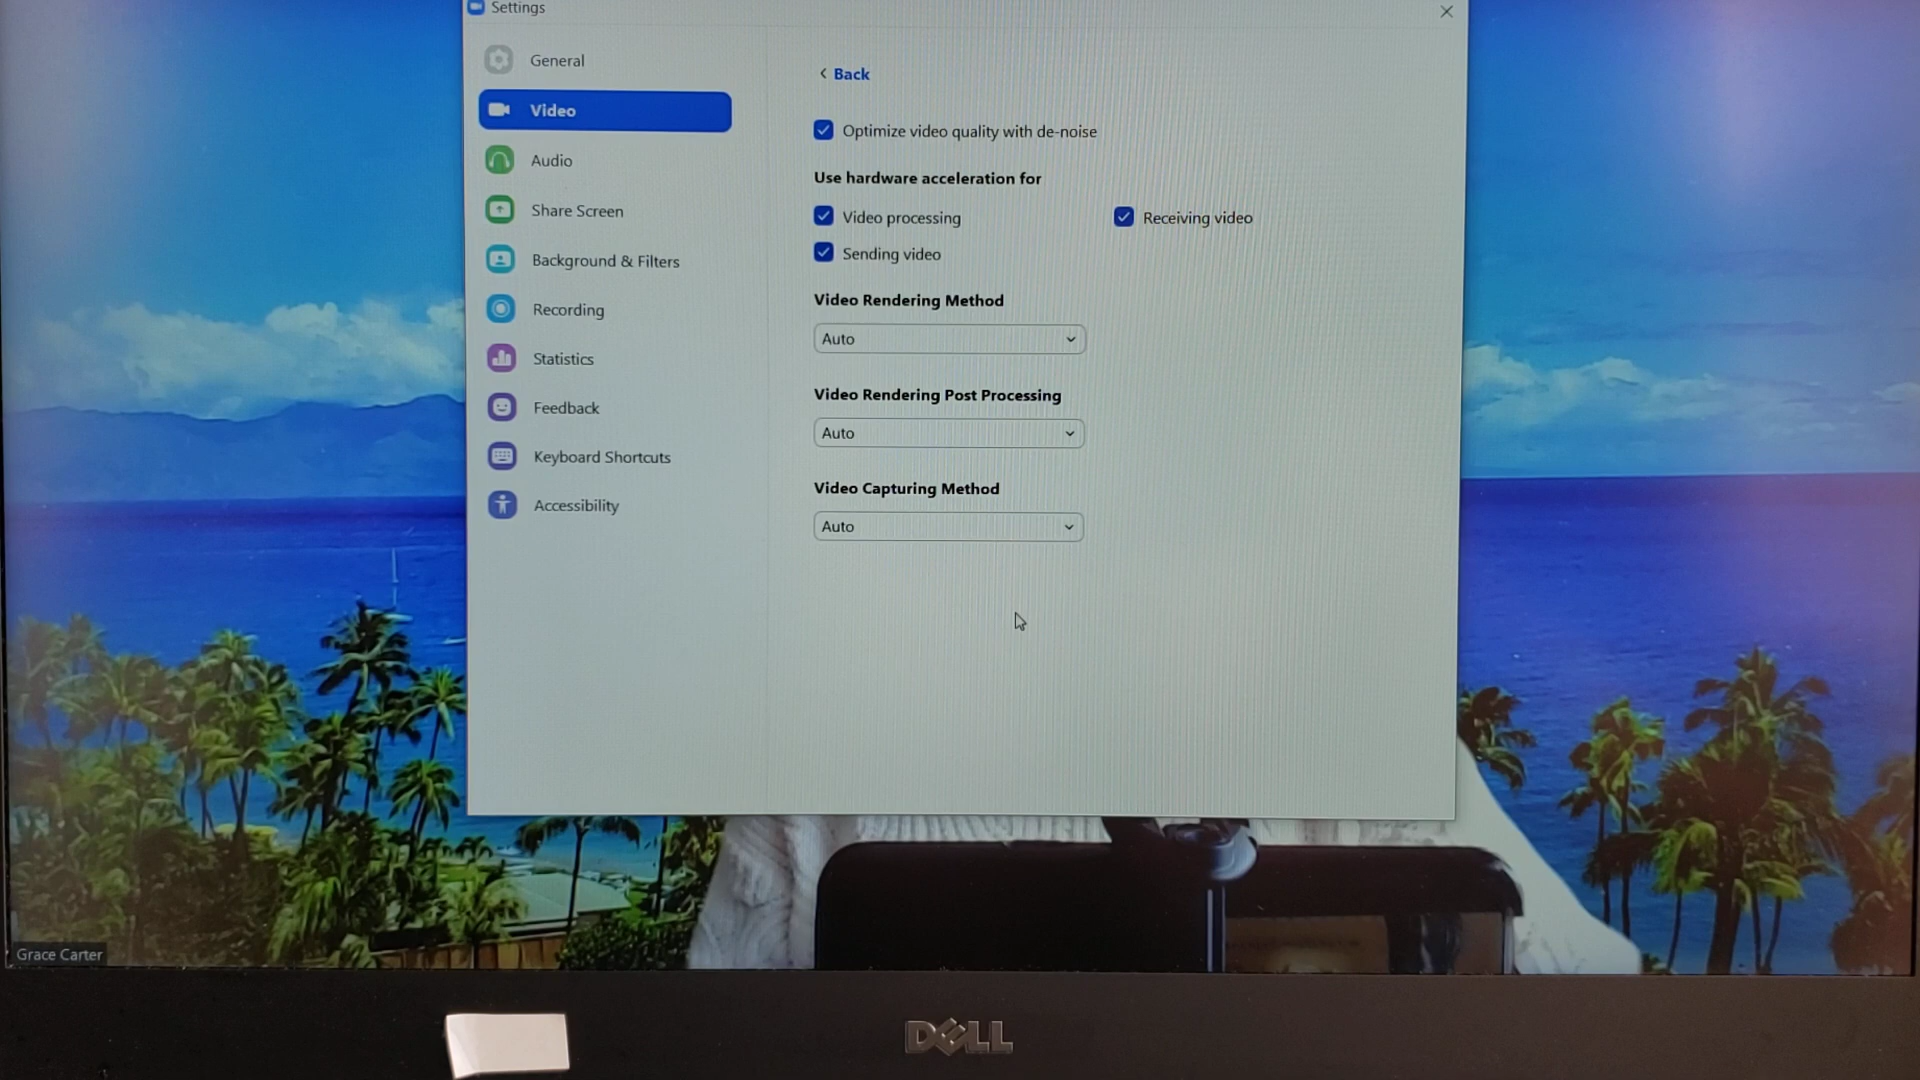 Settings
General
Video
Audio
Share Screen
Background & Filters
Recording
Statistics
Feedback
Keyboard Shortcuts
Accessibility
Back
Optimize video quality with de-noise
Use hardware acceleration for
Video processing
Receiving video
Sending video
Video Rendering Method
Auto
Video Rendering Post Processing
Auto
Video Capturing Method
Auto
Grace Carter
DELL